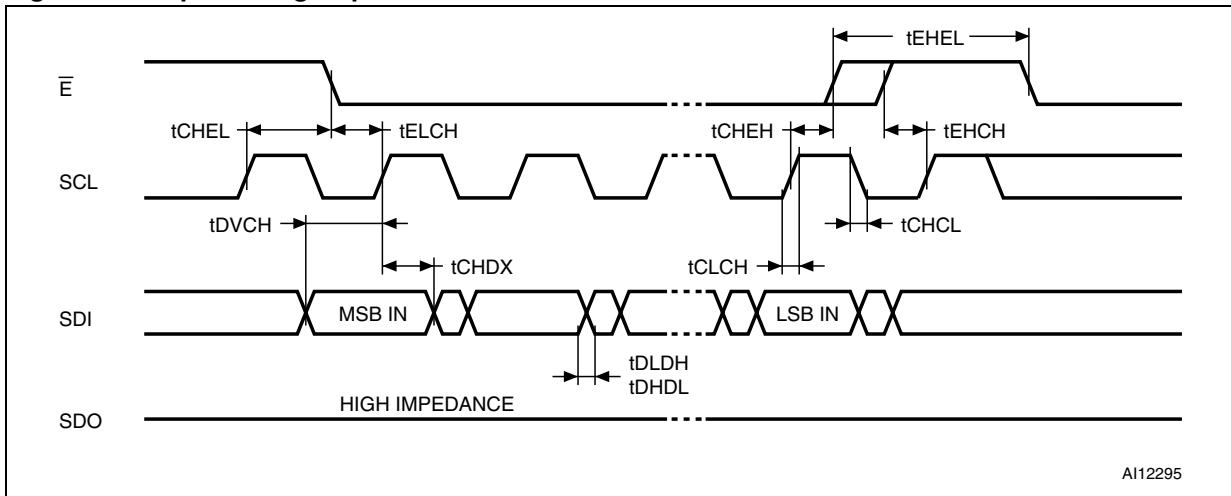 tEHEL
E
tCHEL
tELCH
tCHEH
tEHCH
SCL
tDVCH
tCHCL
tCHDX
tCLCH
SDI
MSB IN
LSB IN
tDLDH
tDHDL
HIGH IMPEDANCE
SDO
AI12295